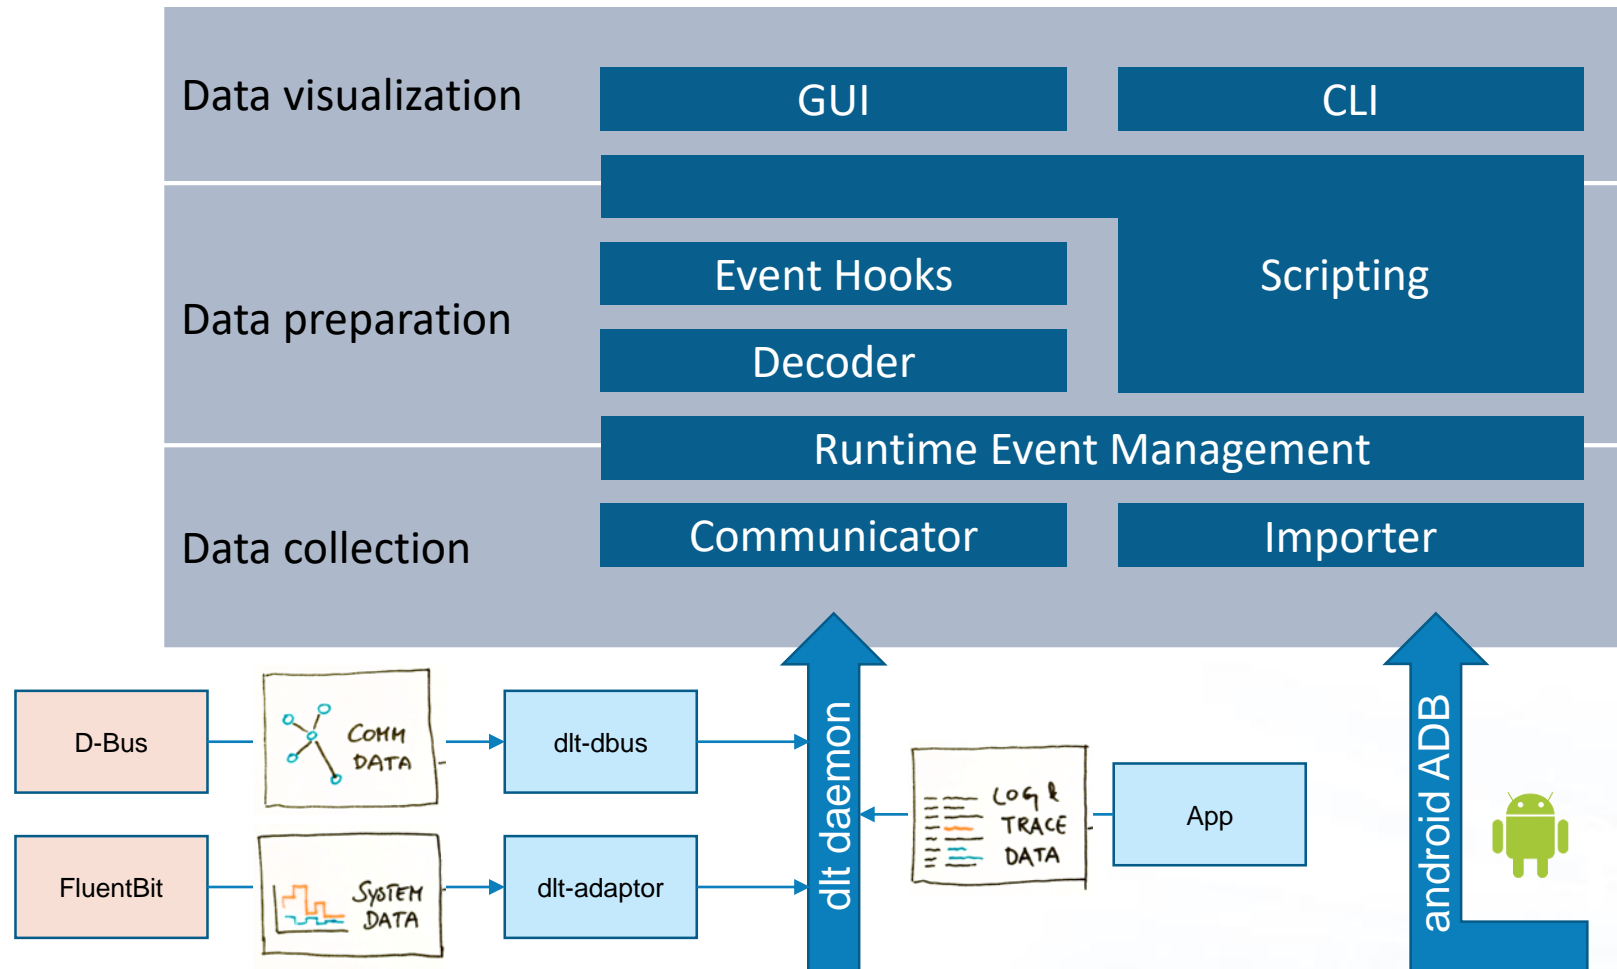 Data visualization
GUI
CLI
Data preparation
Event Hooks
Scripting
Decoder
Runtime Event Management
Data collection
Communicator
Importer
D-Bus
COMM
DATA
dlt-dbus
dlt daemon
LOG &
TRACE
DATA
App
android ADB
FluentBit
SYSTEM
DATA
dlt-adaptor